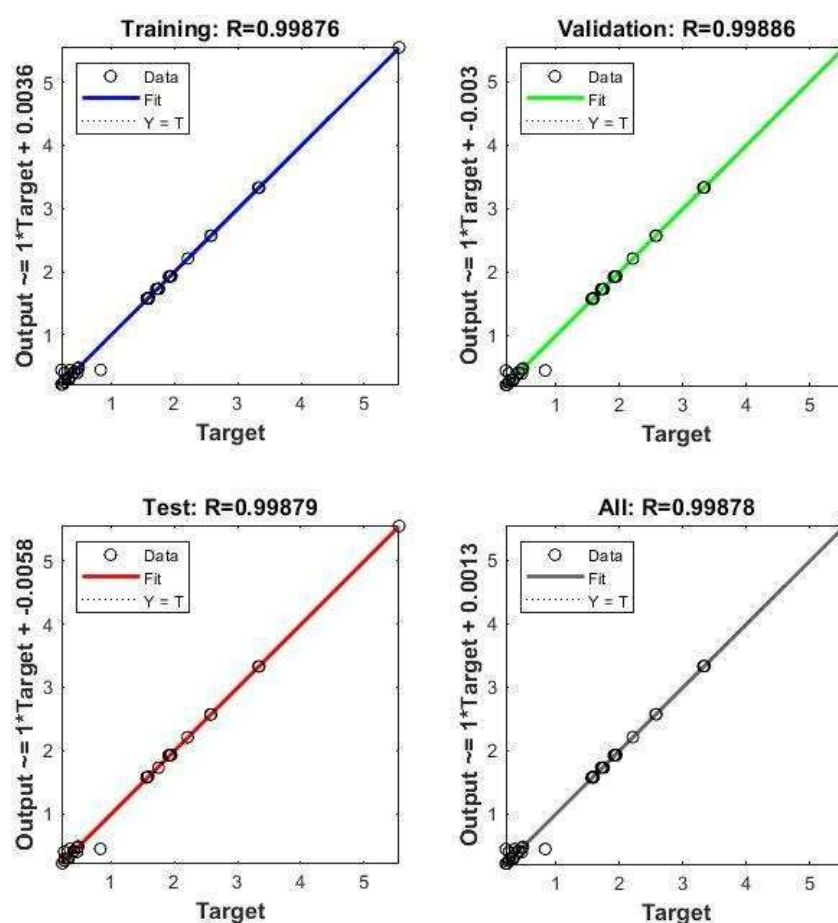 Training: R=0.99876
Output ~= 1*Target + 0.0036
5
4
3
2
1
Data
Fit
Y = T
1 2 3 4 5
Target
Validation: R=0.99886
Output ~= 1*Target + -0.003
5
4
3
2
1
Data
Fit
Y = T
1 2 3 4 5
Target
Test: R=0.99879
Output ~= 1*Target + -0.0058
5
4
3
2
1
Data
Fit
Y = T
1 2 3 4 5
Target
All: R=0.99878
Output ~= 1*Target + 0.0013
5
4
3
2
1
Data
Fit
Y = T
1 2 3 4 5
Target